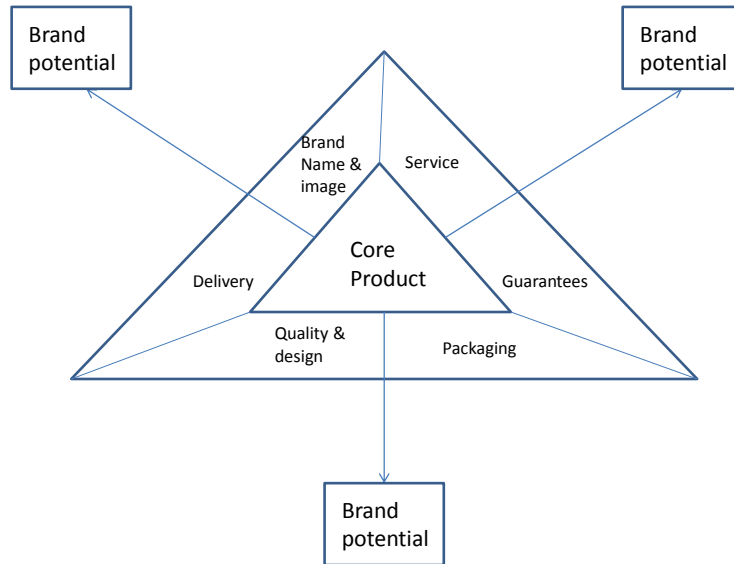 Brand
potential
Brand
potential
Brand
Name &
image
Service
Core
Product
Delivery
Guarantees
Quality &
design
Packaging
Brand
potential